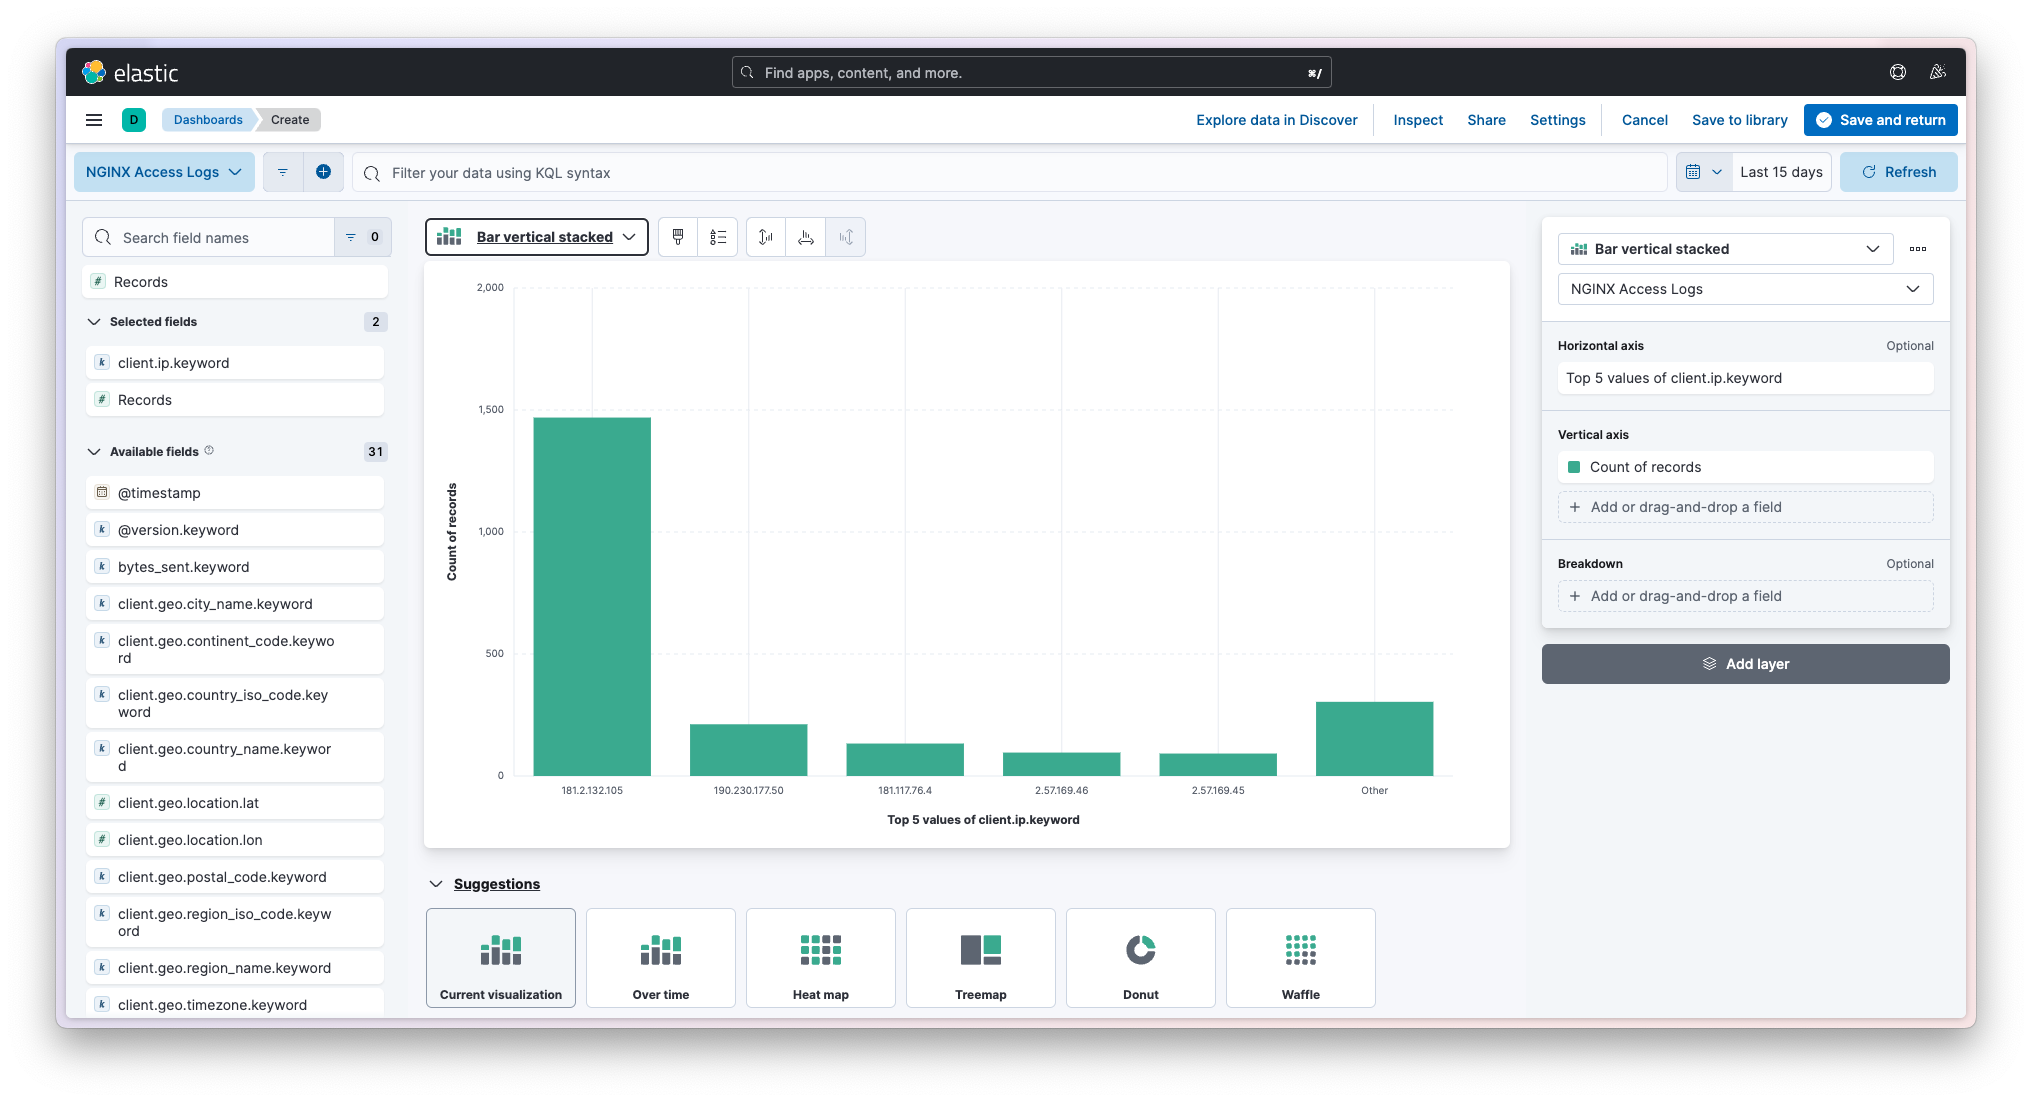 elastic
Find apps, content, and more.
⌘/
D
Dashboards
Create
Explore data in Discover
Inspect
Share
Settings
Cancel
Save to library
Save and return
NGINX Access Logs
Filter your data using KQL syntax
Last 15 days
Refresh
Search field names
0
# Records
Selected fields
2
k client.ip.keyword
# Records
Available fields
31
@timestamp
k @version.keyword
k bytes_sent.keyword
k client.geo.city_name.keyword
k client.geo.continent_code.keywo
rd
k client.geo.country_iso_code.key
word
k client.geo.country_name.keywor
d
# client.geo.location.lat
# client.geo.location.lon
k client.geo.postal_code.keyword
k client.geo.region_iso_code.keyw
ord
k client.geo.region_name.keyword
k client.geo.timezone.keyword
Bar vertical stacked
2,000
1,500
1,000
500
0
Count of records
181.2.132.105
190.230.177.50
181.117.76.4
2.57.169.46
2.57.169.45
Other
Top 5 values of client.ip.keyword
Suggestions
Current visualization
Over time
Heat map
Treemap
Donut
Waffle
Bar vertical stacked
NGINX Access Logs
Horizontal axis
Optional
Top 5 values of client.ip.keyword
Vertical axis
Count of records
+ Add or drag-and-drop a field
Breakdown
Optional
+ Add or drag-and-drop a field
Add layer